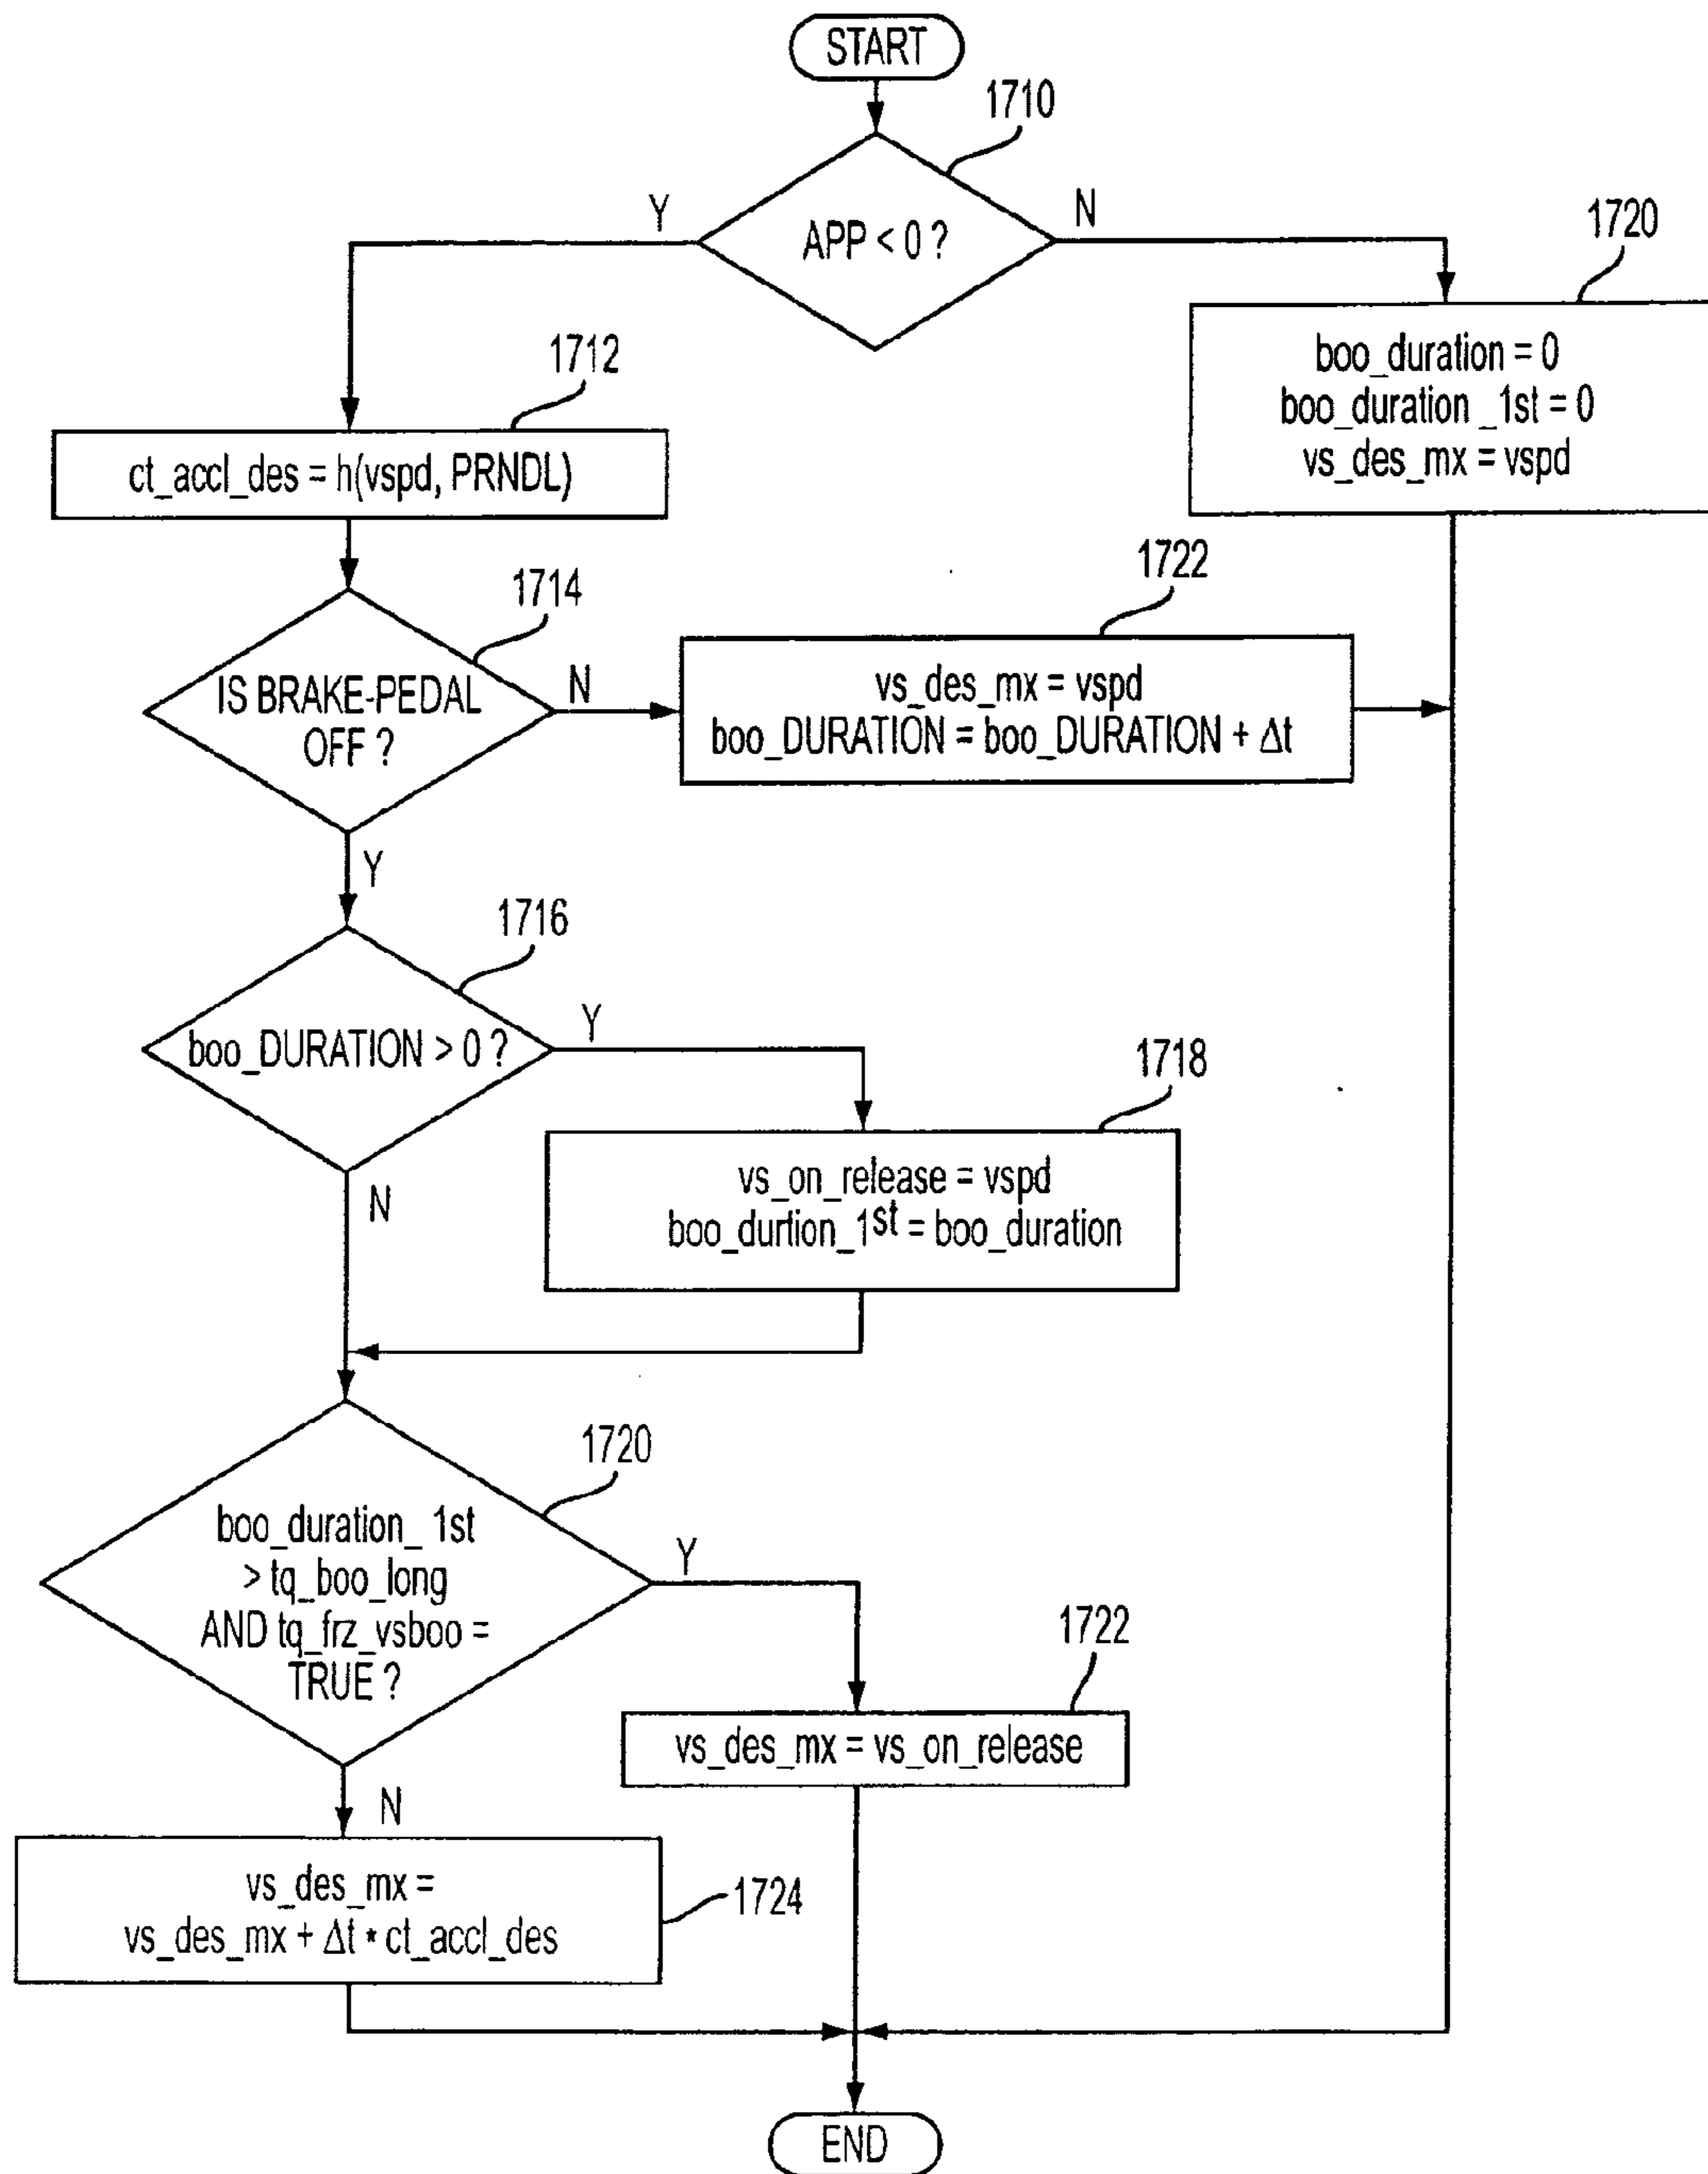 START
1710
APP < 0 ?
Y
N
1720
boo_duration = 0
boo_duration _1st = 0
vs_des_mx = vspd
1712
ct_accl_des = h(vspd, PRNDL)
1714
IS BRAKE-PEDAL
OFF ?
N
Y
1722
vs_des_mx = vspd
boo_DURATION = boo_DURATION + Δt
1716
boo_DURATION > 0 ?
Y
N
1718
vs_on_release = vspd
boo_durtion_1st = boo_duration
1720
boo_duration_ 1st
> tq_boo_long
AND tq_frz_vsboo =
TRUE ?
Y
N
1722
vs_des_mx = vs_on_release
vs_des_mx =
vs_des_mx + Δt * ct_accl_des
1724
END